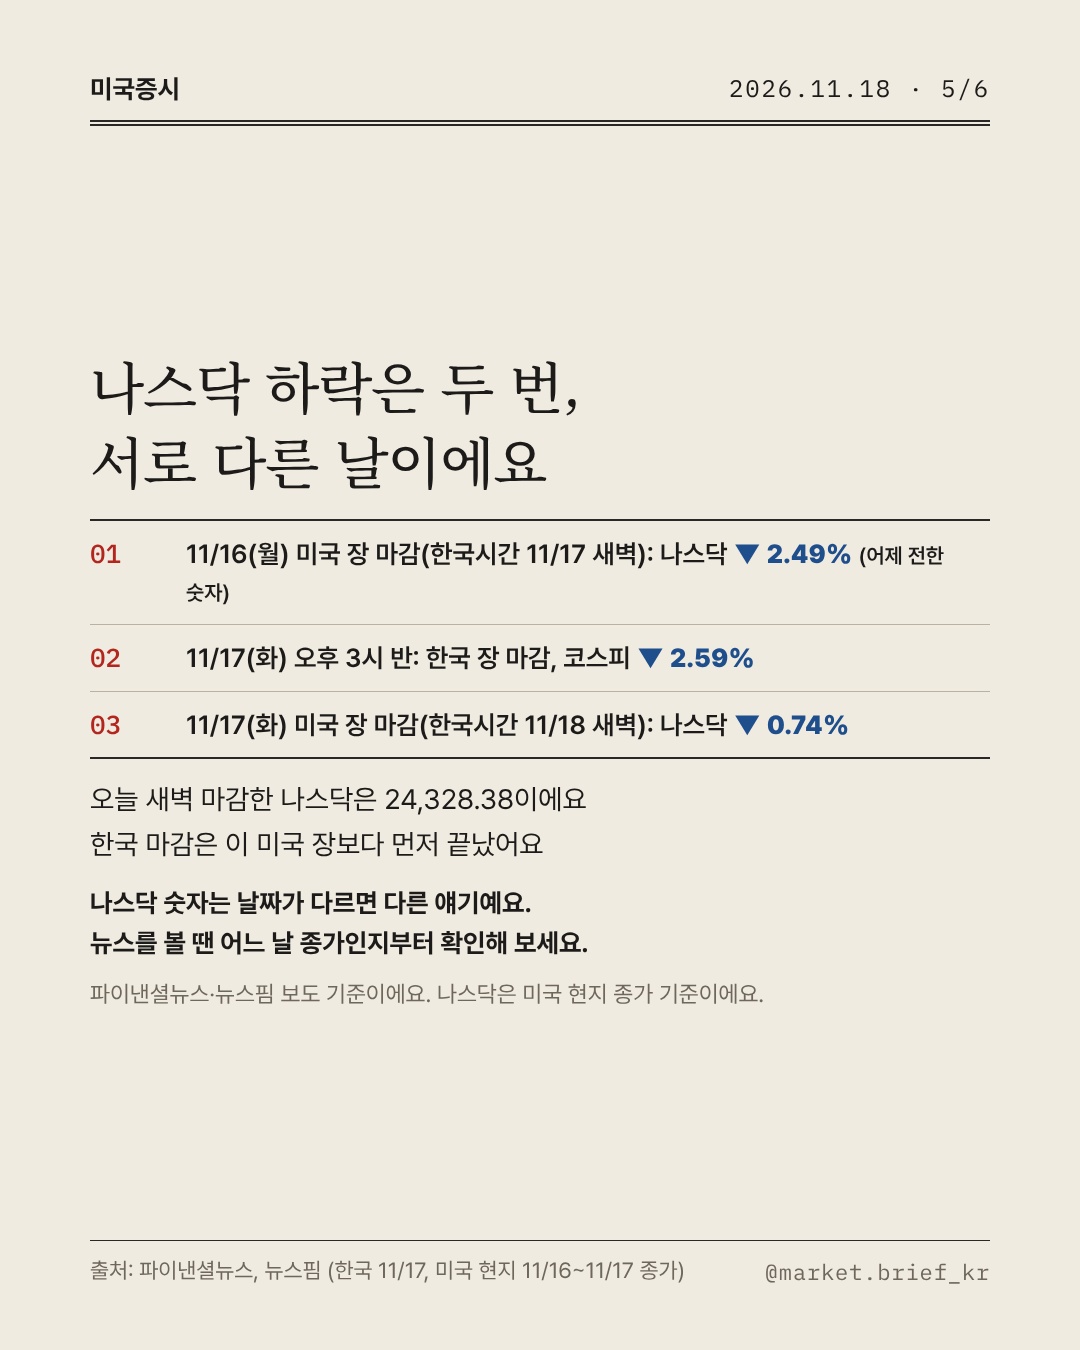 미국증시
2026.11.18 · 5/6
나스닥 하락은 두 번,
서로 다른 날이에요
01 11/16(월) 미국 장 마감(한국시간 11/17 새벽): 나스닥 ▼ 2.49% (어제 전한
숫자)
02 11/17(화) 오후 3시 반: 한국 장 마감, 코스피 ▼ 2.59%
03 11/17(화) 미국 장 마감(한국시간 11/18 새벽): 나스닥 ▼ 0.74%
오늘 새벽 마감한 나스닥은 24,328.38이에요
한국 마감은 이 미국 장보다 먼저 끝났어요
나스닥 숫자는 날짜가 다르면 다른 얘기예요.
뉴스를 볼 땐 어느 날 종가인지부터 확인해 보세요.
파이낸셜뉴스·뉴스핌 보도 기준이에요. 나스닥은 미국 현지 종가 기준이에요.
출처: 파이낸셜뉴스, 뉴스핌 (한국 11/17, 미국 현지 11/16~11/17 종가)
@market.brief_kr